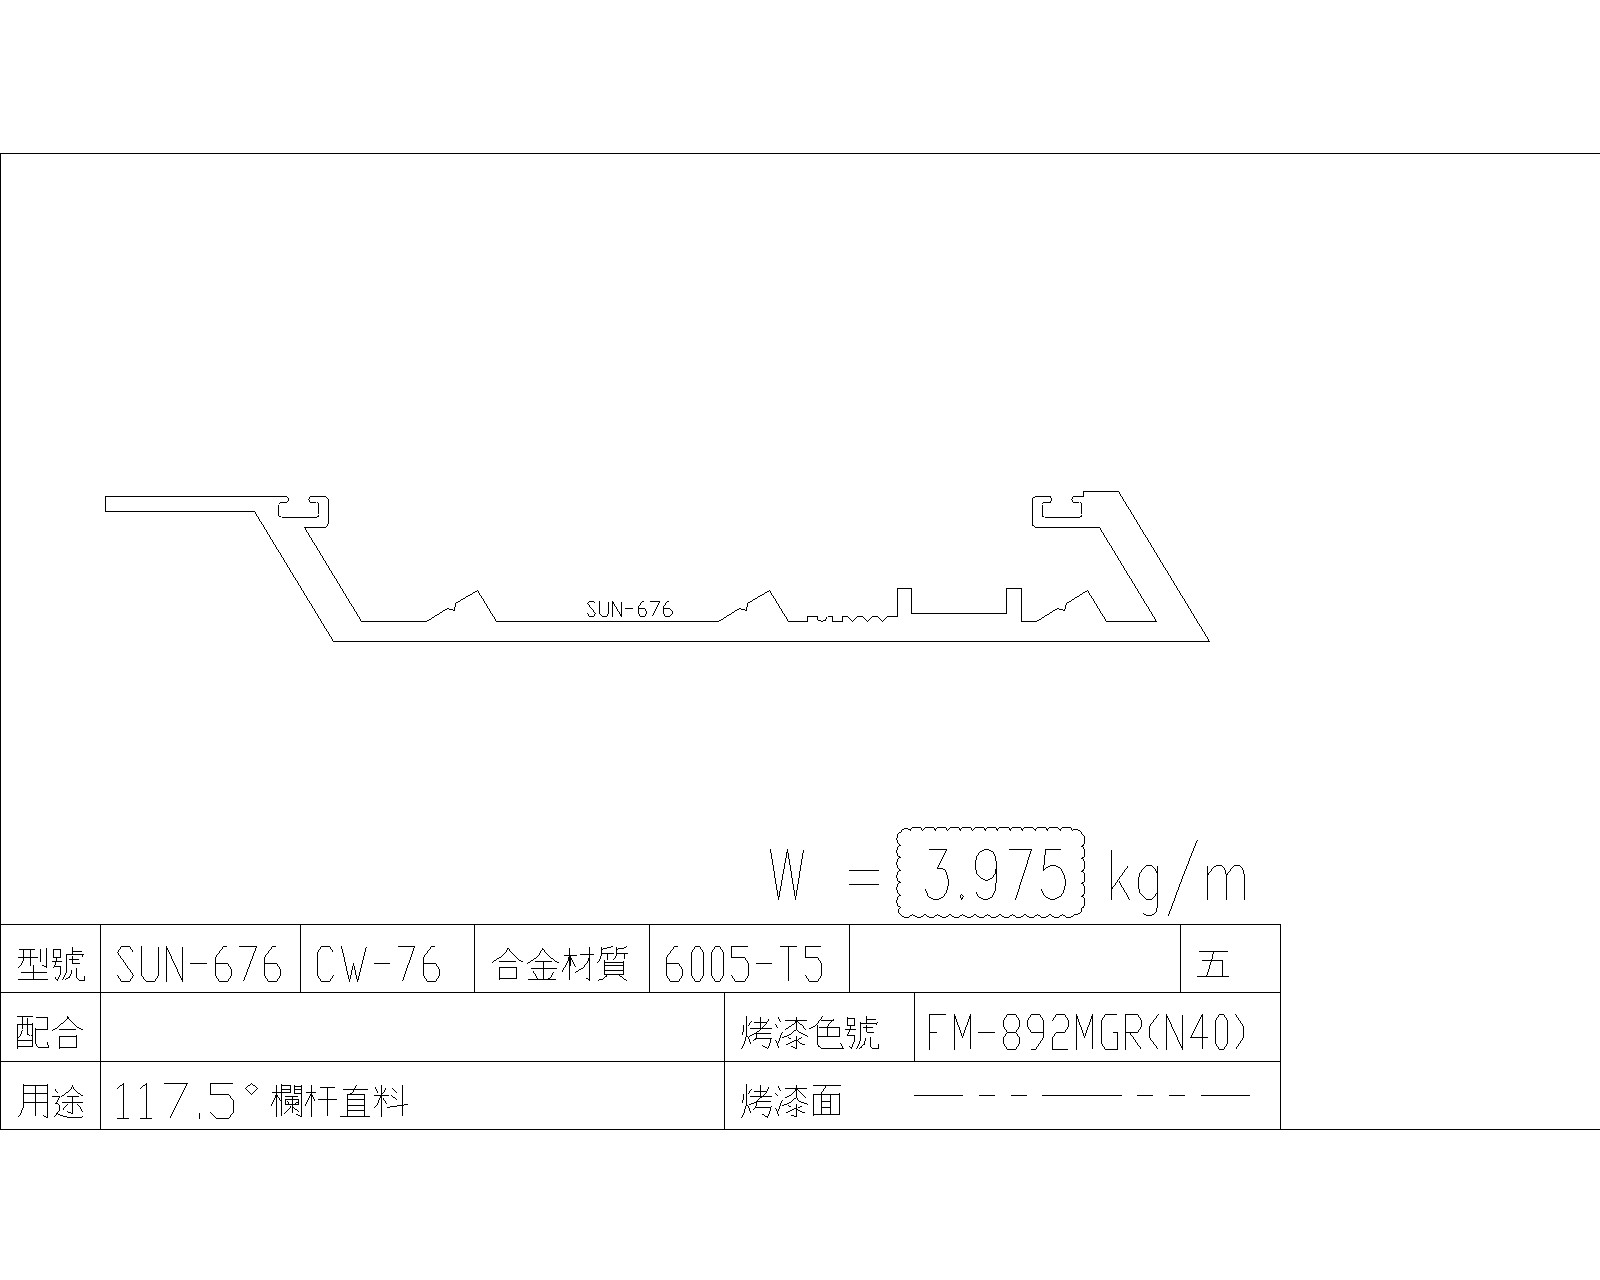 SUN-676
W = 3.975 kg/m
型號 SUN-676 CW-76 合金材質 6005-T5 五
配合 烤漆色號 FM-892MGR(N40)
用途 117.5° 欄杆直料 烤漆面